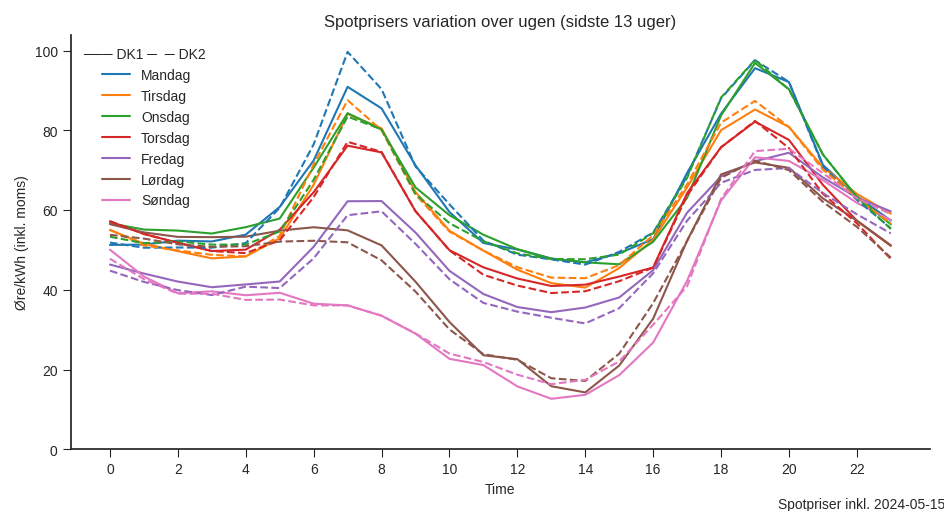 Spotprisers variation over ugen (sidste 13 uger)
DK1 DK2
Mandag
Tirsdag
Onsdag
Torsdag
Fredag
Lørdag
Søndag
Øre/kWh (inkl. moms)
100
80
60
40
20
0
0 2 4 6 8 10 12 14 16 18 20 22
Time
Spotpriser inkl. 2024-05-15